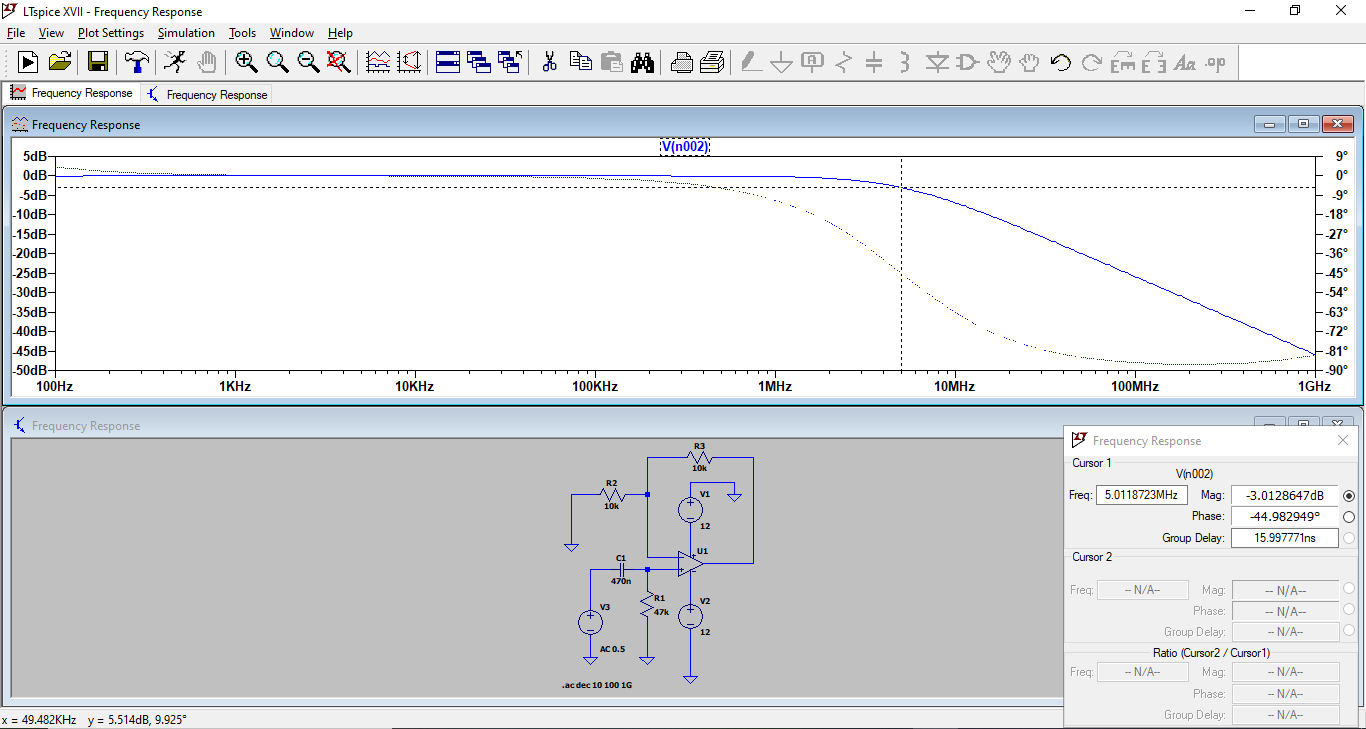 LTspice XVII - Frequency Response
File View Plot Settings Simulation Tools Window Help
A Aa .op
Frequency Response Frequency Response
Frequency Response
V(n002)
5dB 9°
0dB 0°
-5dB -9°
-10dB -18°
-15dB -27°
-20dB -36°
-25dB -45°
-30dB -54°
-35dB -63°
-40dB -72°
-45dB -81°
-50dB -90°
100Hz 1KHz 10KHz 100KHz 1MHz 10MHz 100MHz 1GHz
Frequency Response
R3
10k
R2
10k
V1
12
U1
C1
470n
R1
47k
V3
AC 0.5
V2
12
.ac dec 10 100 1G
Frequency Response
Cursor 1
V(n002)
Freq: 5.0118723MHz Mag: -3.0128647dB
Phase: -44.982949°
Group Delay: 15.997771ns
Cursor 2
Freq: -- N/A-- Mag: -- N/A--
Phase: -- N/A--
Group Delay: -- N/A--
Ratio (Cursor2 / Cursor1)
Freq: -- N/A-- Mag: -- N/A--
Phase: -- N/A--
Group Delay: -- N/A--
x = 49.482KHz y = 5.514dB, 9.925°